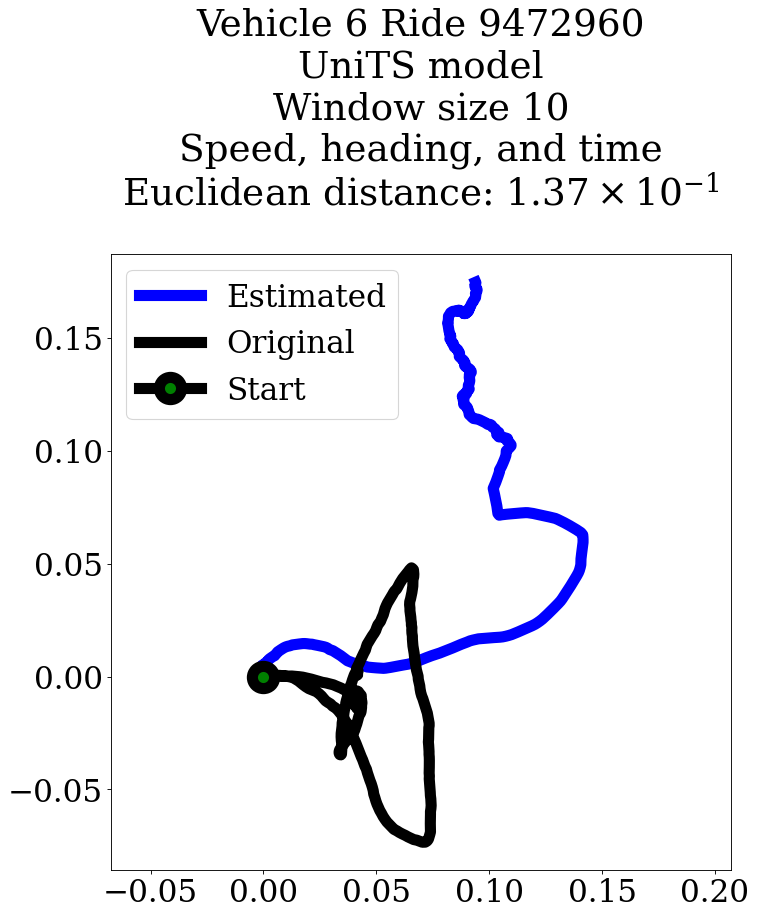 Vehicle 6 Ride 9472960
UniTS model
Window size 10
Speed, heading, and time
Euclidean distance: 1.37 × 10⁻¹
Estimated
Original
Start
0.15
0.10
0.05
0.00
−0.05
−0.05 0.00 0.05 0.10 0.15 0.20